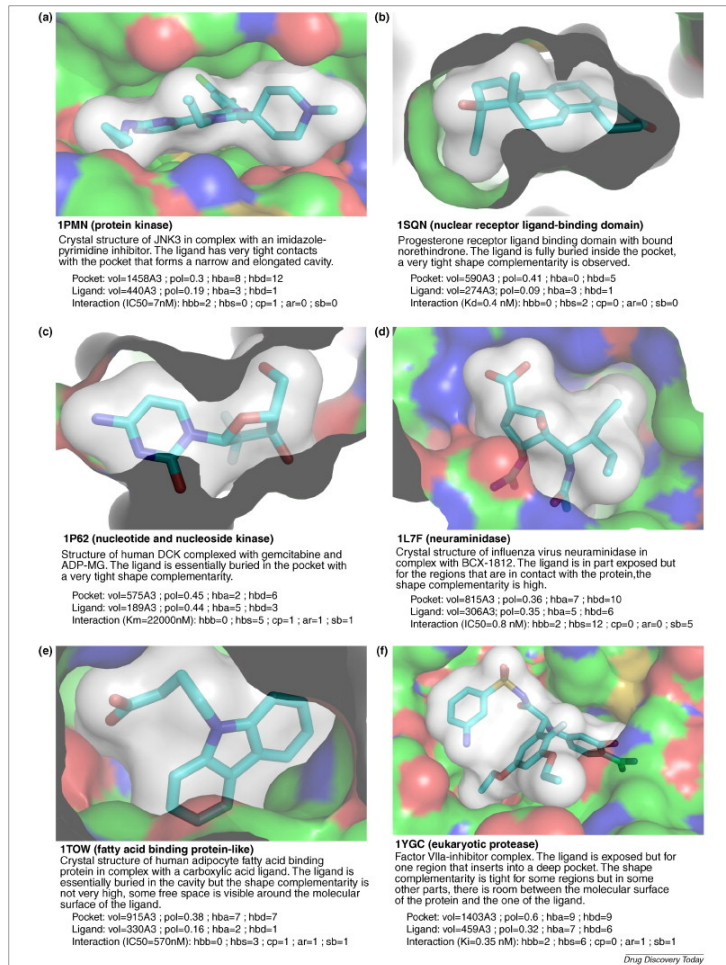 (a)
(b)
1PMN (protein kinase)
Crystal structure of JNK3 in complex with an imidazole-
pyrimidine inhibitor. The ligand has very tight contacts
with the pocket that forms a narrow and elongated cavity.
Pocket: vol=1458A3 ; pol=0.3 ; hba=8 ; hbd=12
Ligand: vol=440A3 ; pol=0.19 ; hba=3 ; hbd=1
Interaction (IC50=7nM): hbb=2 ; hbs=0 ; cp=1 ; ar=0 ; sb=0
1SQN (nuclear receptor ligand-binding domain)
Progesterone receptor ligand binding domain with bound
norethindrone. The ligand is fully buried inside the pocket,
a very tight shape complementarity is observed.
Pocket: vol=590A3 ; pol=0.41 ; hba=0 ; hbd=5
Ligand: vol=274A3 ; pol=0.09 ; hba=3 ; hbd=1
Interaction (Kd=0.4 nM): hbb=0 ; hbs=2 ; cp=0 ; ar=0 ; sb=0
(c)
(d)
1P62 (nucleotide and nucleoside kinase)
Structure of human DCK complexed with gemcitabine and
ADP-MG. The ligand is essentially buried in the pocket with
a very tight shape complementarity.
Pocket: vol=575A3 ; pol=0.45 ; hba=2 ; hbd=6
Ligand: vol=189A3 ; pol=0.44 ; hba=5 ; hbd=3
Interaction (Km=22000nM): hbb=0 ; hbs=5 ; cp=1 ; ar=1 ; sb=1
1L7F (neuraminidase)
Crystal structure of influenza virus neuraminidase in
complex with BCX-1812. The ligand is in part exposed but
for the regions that are in contact with the protein,the
shape complementarity is high.
Pocket: vol=815A3 ; pol=0.36 ; hba=7 ; hbd=10
Ligand: vol=306A3; pol=0.35 ; hba=5 ; hbd=6
Interaction (IC50=0.8 nM): hbb=2 ; hbs=12 ; cp=0 ; ar=0 ; sb=5
(e)
(f)
1TOW (fatty acid binding protein-like)
Crystal structure of human adipocyte fatty acid binding
protein in complex with a carboxylic acid ligand. The ligand is
essentially buried in the cavity but the shape complementarity is
not very high, some free space is visible around the molecular
surface of the ligand.
Pocket: vol=915A3 ; pol=0.38 ; hba=7 ; hbd=7
Ligand: vol=330A3 ; pol=0.16 ; hba=2 ; hbd=1
Interaction (IC50=570nM): hbb=0 ; hbs=3 ; cp=1 ; ar=1 ; sb=1
1YGC (eukaryotic protease)
Factor VIIa-inhibitor complex. The ligand is exposed but for
one region that inserts into a deep pocket. The shape
complementarity is tight for some regions but in some
other parts, there is room between the molecular surface
of the protein and the one of the ligand.
Pocket: vol=1403A3 ; pol=0.6 ; hba=9 ; hbd=9
Ligand: vol=459A3 ; pol=0.32 ; hba=7 ; hbd=6
Interaction (Ki=0.35 nM): hbb=2 ; hbs=6 ; cp=0 ; ar=1 ; sb=1
Drug Discovery Today